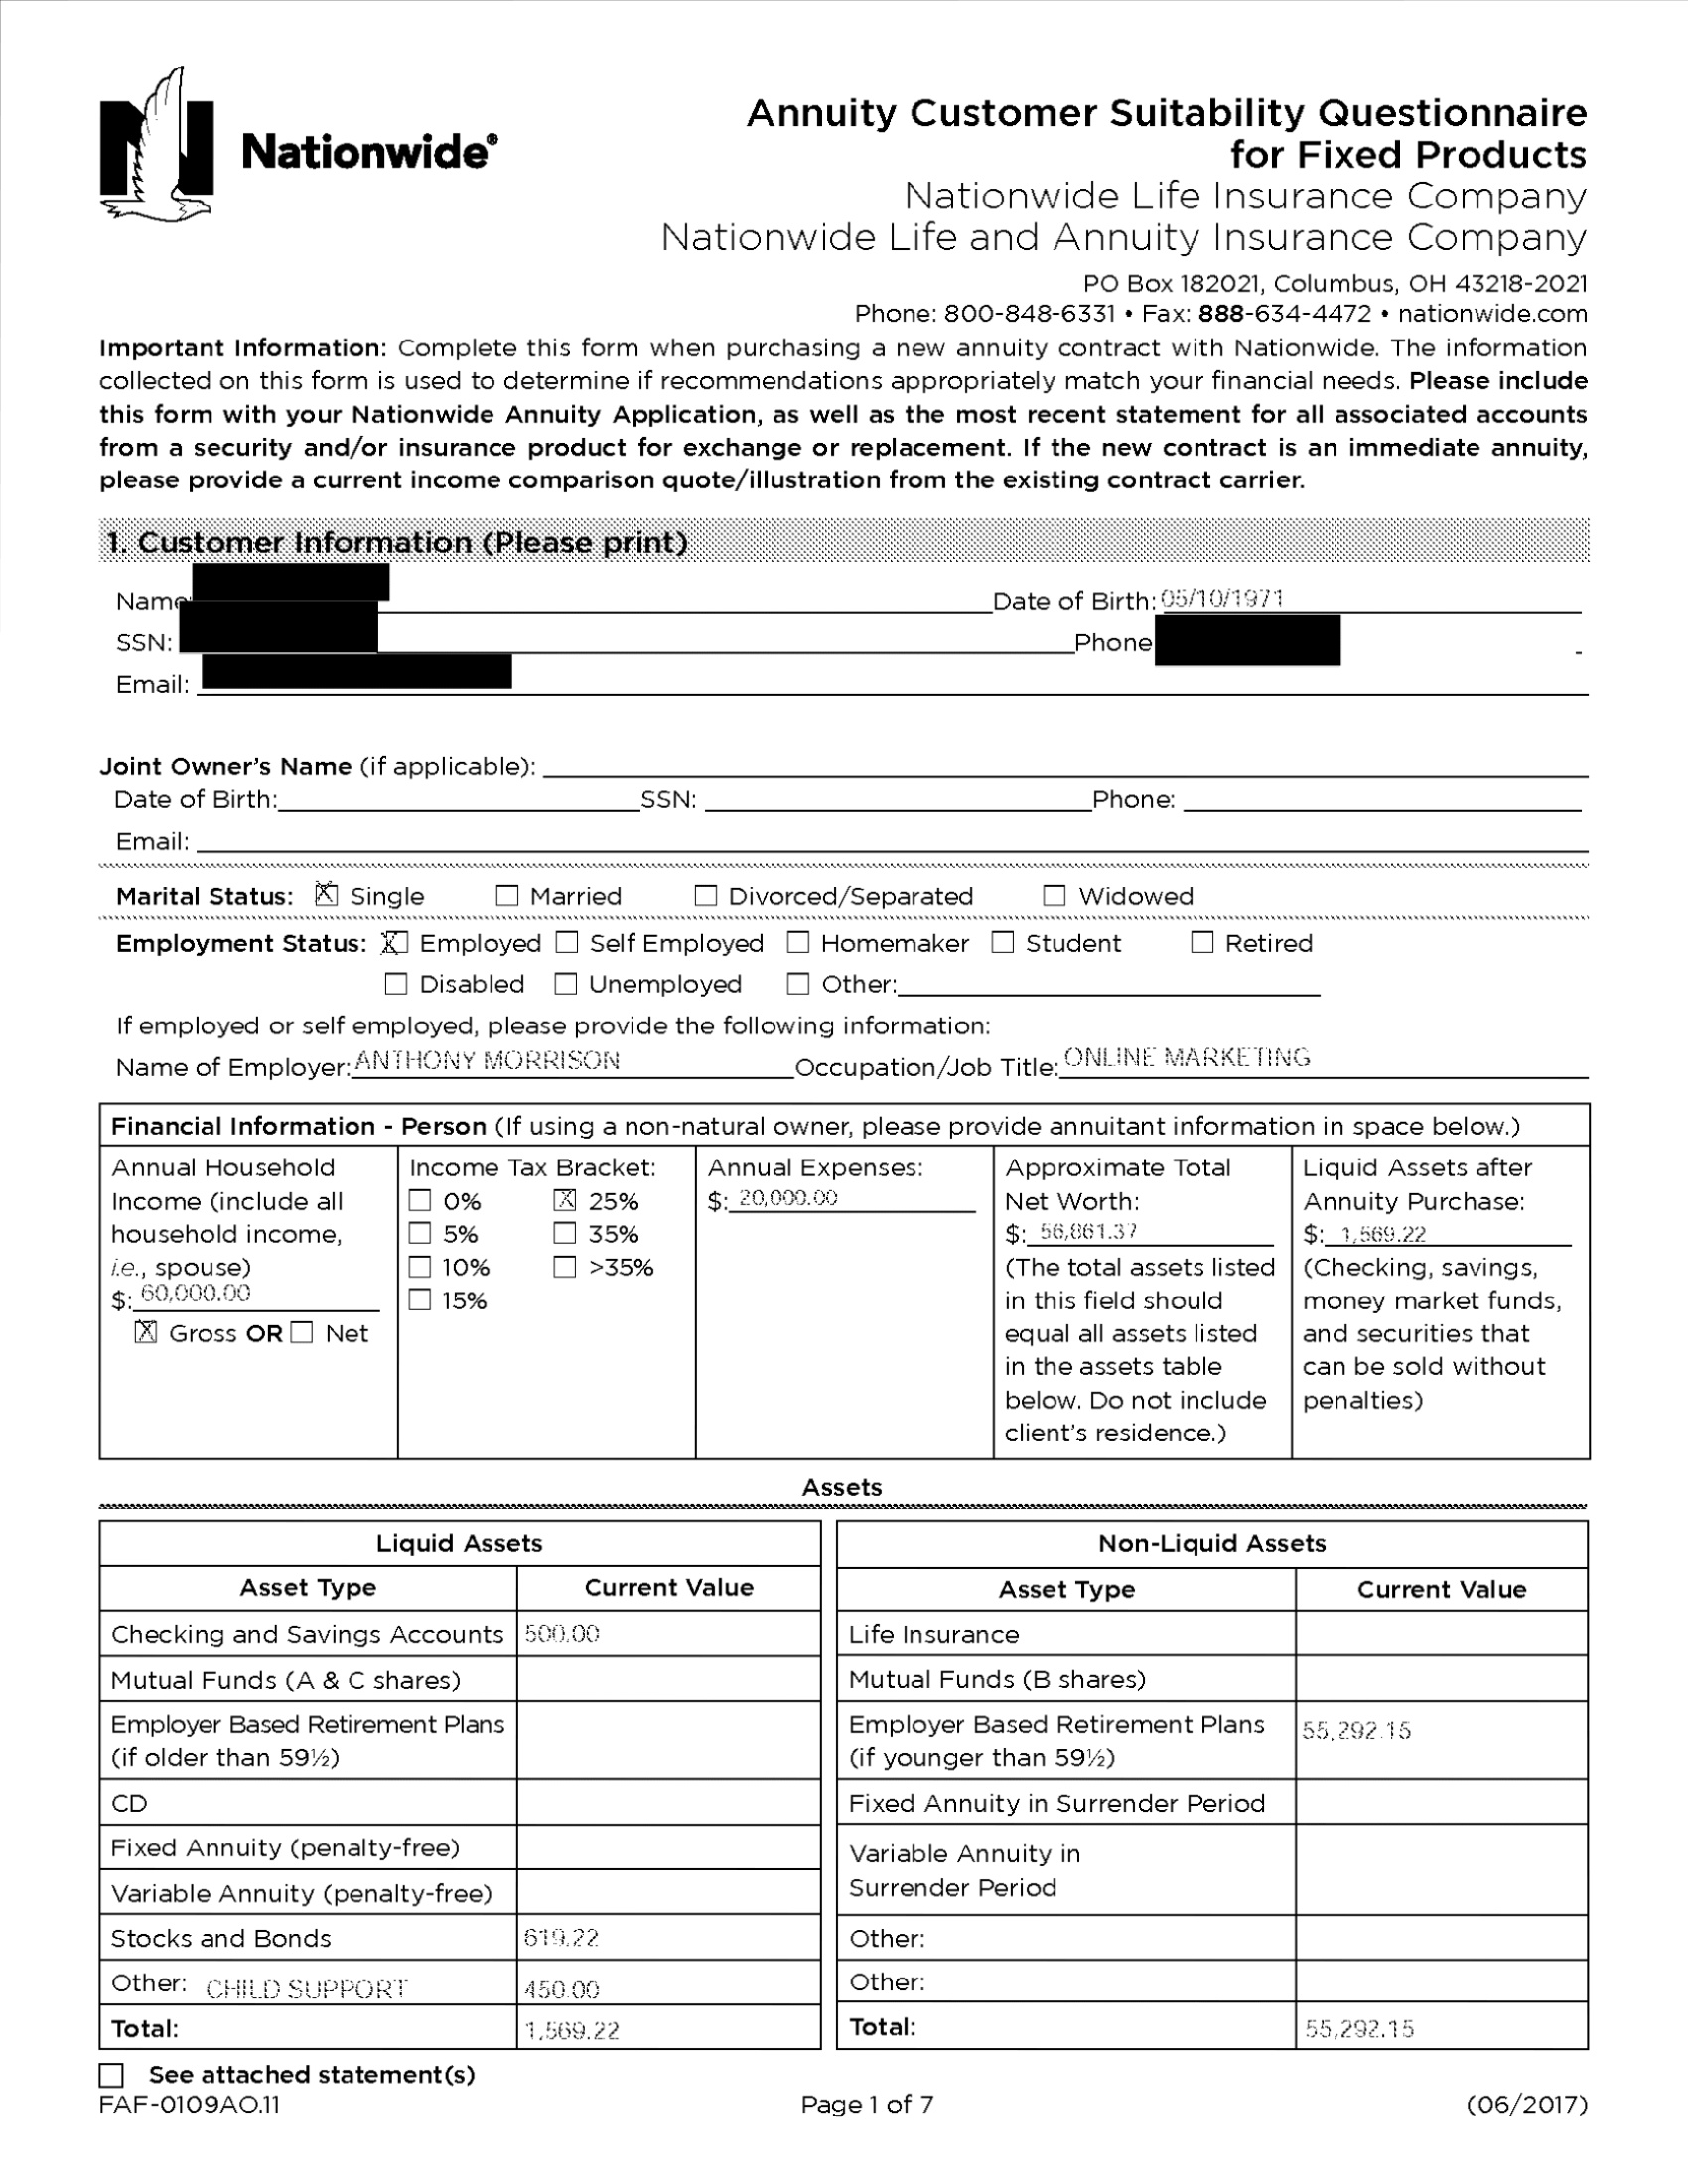 Nationwide®
Annuity Customer Suitability Questionnaire
for Fixed Products
Nationwide Life Insurance Company
Nationwide Life and Annuity Insurance Company
PO Box 182021, Columbus, OH 43218-2021
Phone: 800-848-6331 • Fax: 888-634-4472 • nationwide.com
Important Information: Complete this form when purchasing a new annuity contract with Nationwide. The information
collected on this form is used to determine if recommendations appropriately match your financial needs. Please include
this form with your Nationwide Annuity Application, as well as the most recent statement for all associated accounts
from a security and/or insurance product for exchange or replacement. If the new contract is an immediate annuity,
please provide a current income comparison quote/illustration from the existing contract carrier.
1. Customer Information (Please print)
Name: Date of Birth: 05/10/1971
SSN: Phone
Email:
Joint Owner's Name (if applicable):
Date of Birth: SSN: Phone:
Email:
Marital Status: X Single Married Divorced/Separated Widowed
Employment Status: X Employed Self Employed Homemaker Student Retired
Disabled Unemployed Other:
If employed or self employed, please provide the following information:
Name of Employer: ANTHONY MORRISON Occupation/Job Title: ONLINE MARKETING
Financial Information - Person (If using a non-natural owner, please provide annuitant information in space below.)
Annual Household
Income (include all
household income,
i.e., spouse)
$: 60,000.00
X Gross OR Net
Income Tax Bracket:
0% X 25%
5% 35%
10% >35%
15%
Annual Expenses:
$: 20,000.00
Approximate Total
Net Worth:
$: 56,861.37
(The total assets listed
in this field should
equal all assets listed
in the assets table
below. Do not include
client's residence.)
Liquid Assets after
Annuity Purchase:
$: 1,569.22
(Checking, savings,
money market funds,
and securities that
can be sold without
penalties)
Assets
Liquid Assets
Asset Type Current Value
Checking and Savings Accounts 500.00
Mutual Funds (A & C shares)
Employer Based Retirement Plans
(if older than 59½)
CD
Fixed Annuity (penalty-free)
Variable Annuity (penalty-free)
Stocks and Bonds 619.22
Other: CHILD SUPPORT 450.00
Total: 1,569.22
Non-Liquid Assets
Asset Type Current Value
Life Insurance
Mutual Funds (B shares)
Employer Based Retirement Plans 55,292.15
(if younger than 59½)
Fixed Annuity in Surrender Period
Variable Annuity in
Surrender Period
Other:
Other:
Total: 55,292.15
See attached statement(s)
FAF-0109AO.11 Page 1 of 7 (06/2017)